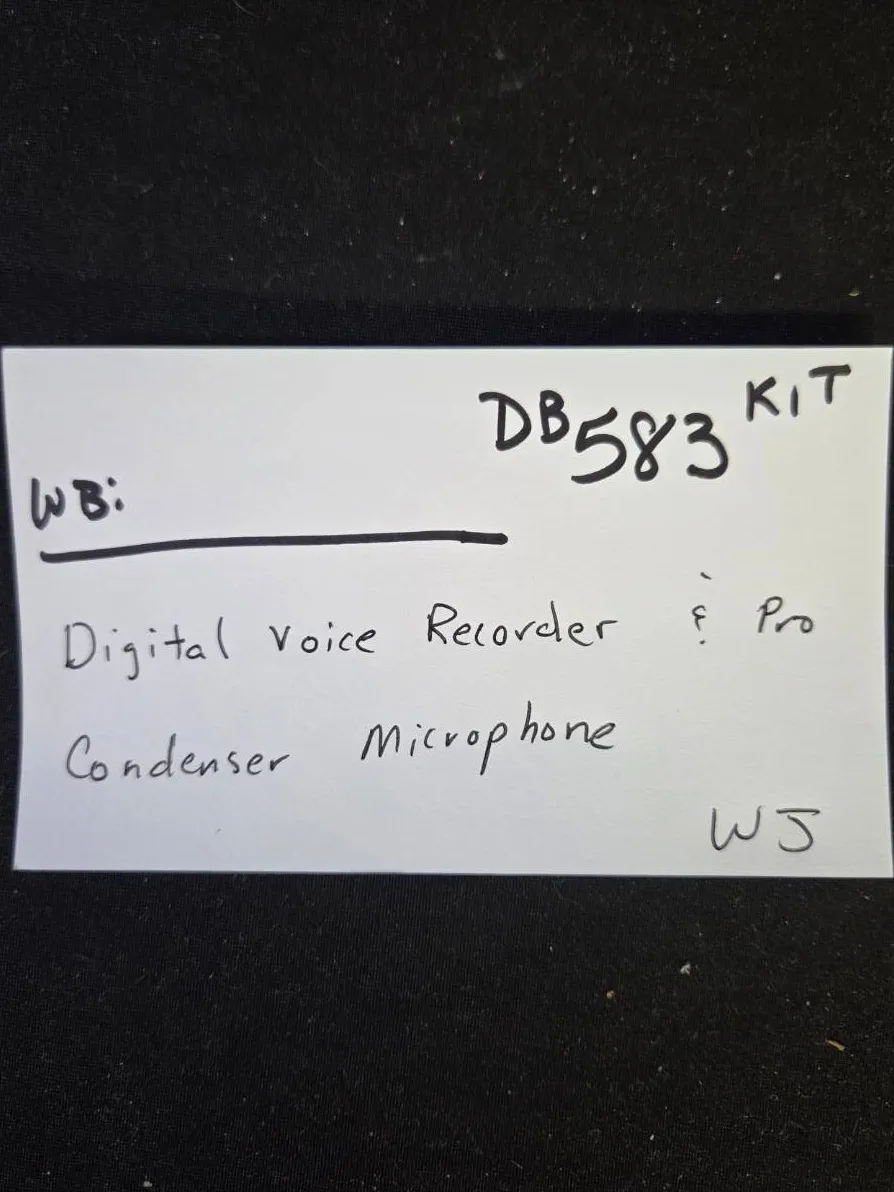 DB583 KIT
WB:
Digital Voice Recorder & Pro
Condenser Microphone
WJ